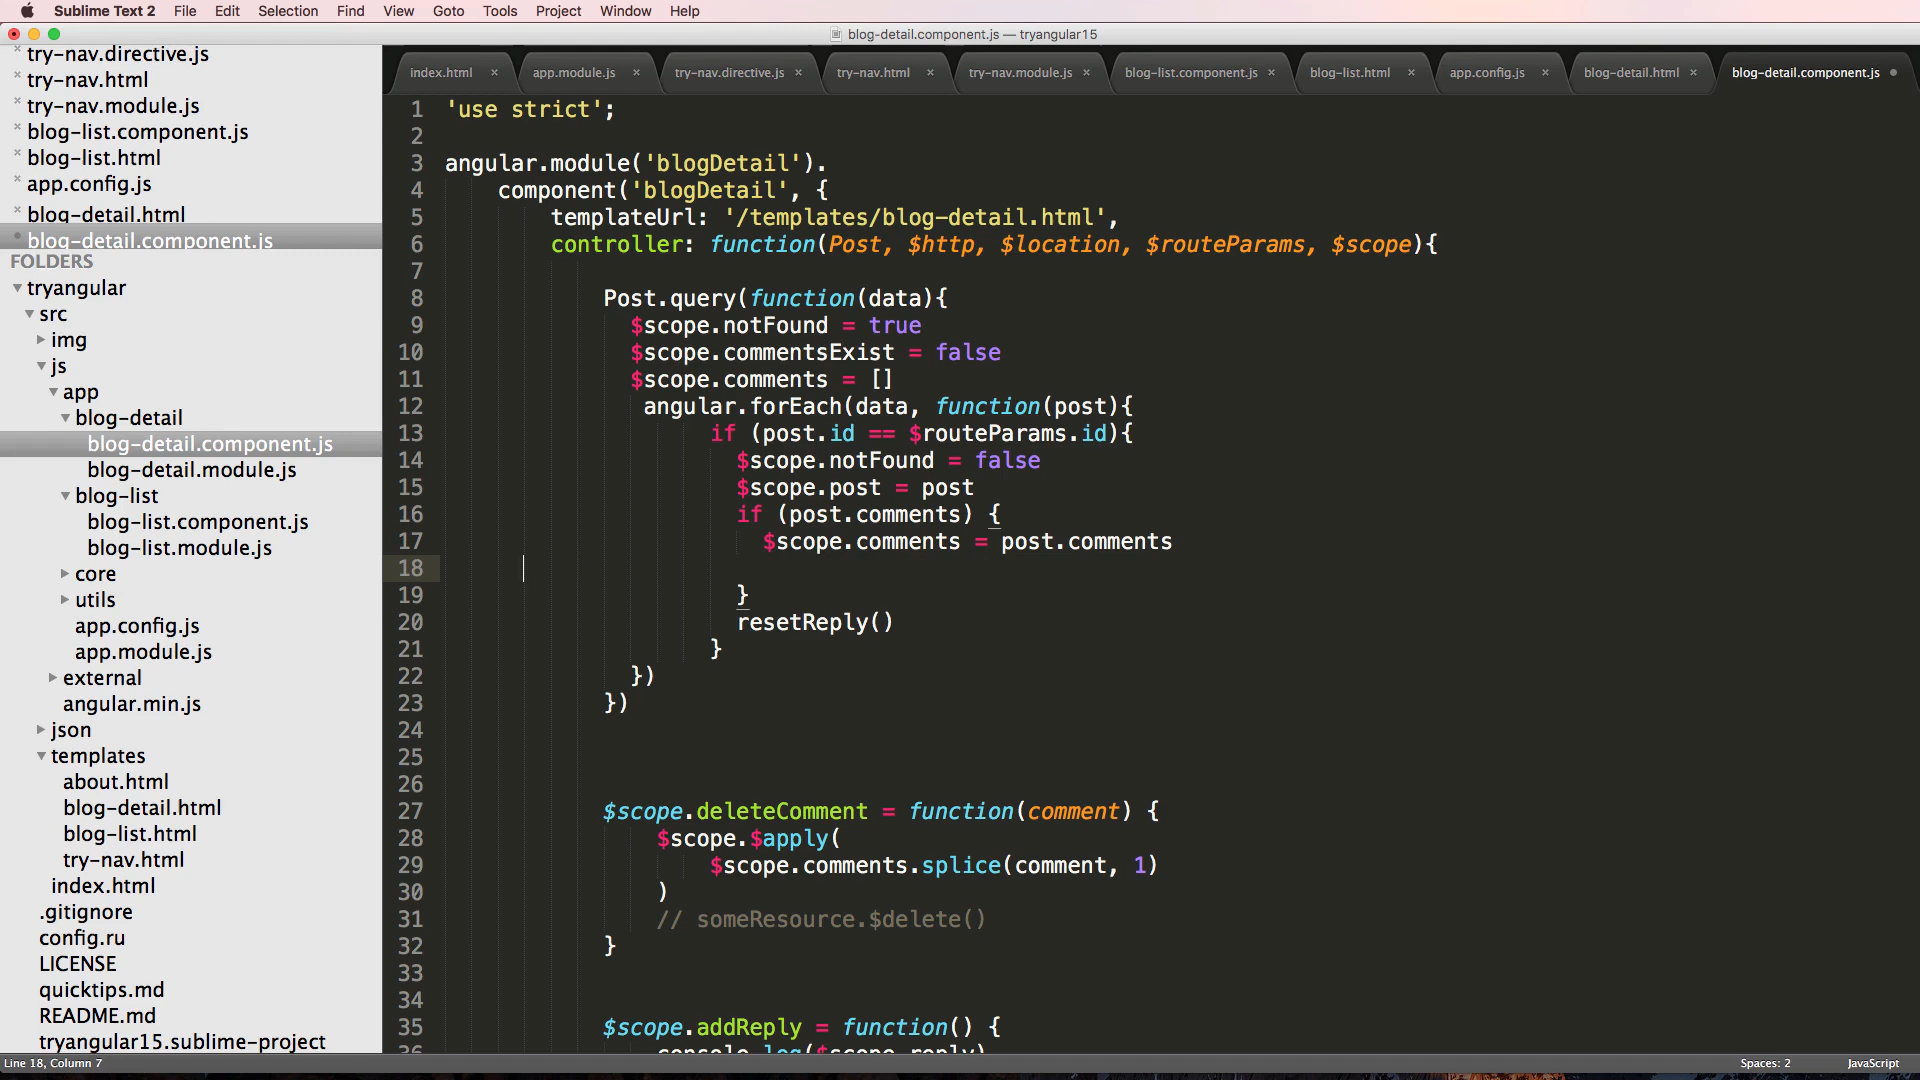 Sublime Text 2 File Edit Selection Find View Goto Tools Project Window Help
blog-detail.component.js — tryangular15
try-nav.directive.js
try-nav.html
try-nav.module.js
blog-list.component.js
blog-list.html
app.config.js
blog-detail.html
blog-detail.component.js
FOLDERS
tryangular
src
img
js
app
blog-detail
blog-detail.component.js
blog-detail.module.js
blog-list
blog-list.component.js
blog-list.module.js
core
utils
app.config.js
app.module.js
external
angular.min.js
json
templates
about.html
blog-detail.html
blog-list.html
try-nav.html
index.html
.gitignore
config.ru
LICENSE
quicktips.md
README.md
tryangular15.sublime-project
index.html app.module.js try-nav.directive.js try-nav.html try-nav.module.js blog-list.component.js blog-list.html app.config.js blog-detail.html blog-detail.component.js
1 'use strict';
2
3 angular.module('blogDetail').
4 component('blogDetail', {
5 templateUrl: '/templates/blog-detail.html',
6 controller: function(Post, $http, $location, $routeParams, $scope){
7
8 Post.query(function(data){
9 $scope.notFound = true
10 $scope.commentsExist = false
11 $scope.comments = []
12 angular.forEach(data, function(post){
13 if (post.id == $routeParams.id){
14 $scope.notFound = false
15 $scope.post = post
16 if (post.comments) {
17 $scope.comments = post.comments
18
19 }
20 resetReply()
21 }
22 })
23 })
24
25
26
27 $scope.deleteComment = function(comment) {
28 $scope.$apply(
29 $scope.comments.splice(comment, 1)
30 )
31 // someResource.$delete()
32 }
33
34
35 $scope.addReply = function() {
36 console.log($scope.reply)
Line 18, Column 7
Spaces: 2 JavaScript